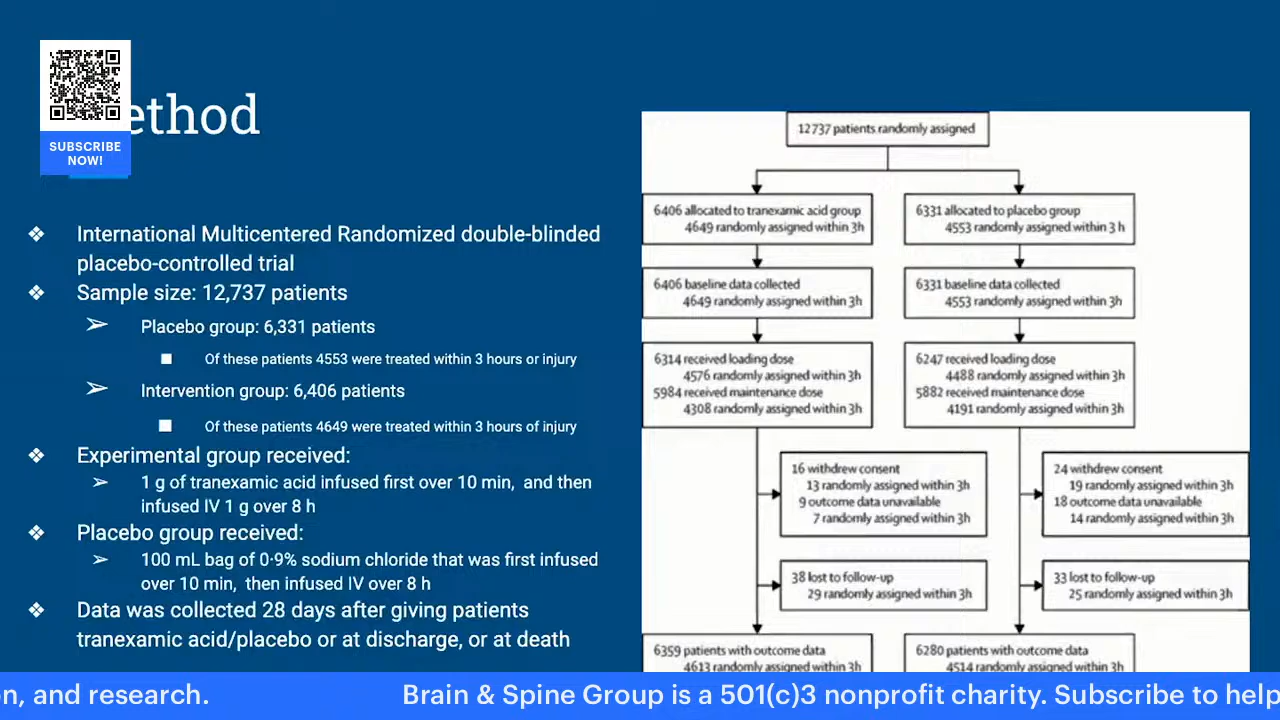 SUBSCRIBE
NOW!
ethod
❖ International Multicentered Randomized double-blinded
placebo-controlled trial
❖ Sample size: 12,737 patients
➢ Placebo group: 6,331 patients
■ Of these patients 4553 were treated within 3 hours or injury
➢ Intervention group: 6,406 patients
■ Of these patients 4649 were treated within 3 hours of injury
❖ Experimental group received:
➢ 1 g of tranexamic acid infused first over 10 min, and then
infused IV 1 g over 8 h
❖ Placebo group received:
➢ 100 mL bag of 0·9% sodium chloride that was first infused
over 10 min, then infused IV over 8 h
❖ Data was collected 28 days after giving patients
tranexamic acid/placebo or at discharge, or at death
12 737 patients randomly assigned
6406 allocated to tranexamic acid group
4649 randomly assigned within 3h
6331 allocated to placebo group
4553 randomly assigned within 3 h
6406 baseline data collected
4649 randomly assigned within 3h
6331 baseline data collected
4553 randomly assigned within 3h
6314 received loading dose
4576 randomly assigned within 3h
5984 received maintenance dose
4308 randomly assigned within 3h
6247 received loading dose
4488 randomly assigned within 3h
5882 received maintenance dose
4191 randomly assigned within 3h
16 withdrew consent
13 randomly assigned within 3h
9 outcome data unavailable
7 randomly assigned within 3h
24 withdrew consent
19 randomly assigned within 3h
18 outcome data unavailable
14 randomly assigned within 3h
38 lost to follow-up
29 randomly assigned within 3h
33 lost to follow-up
25 randomly assigned within 3h
6359 patients with outcome data
4613 randomly assigned within 3h
6280 patients with outcome data
4514 randomly assigned within 3h
n, and research. Brain & Spine Group is a 501(c)3 nonprofit charity. Subscribe to help